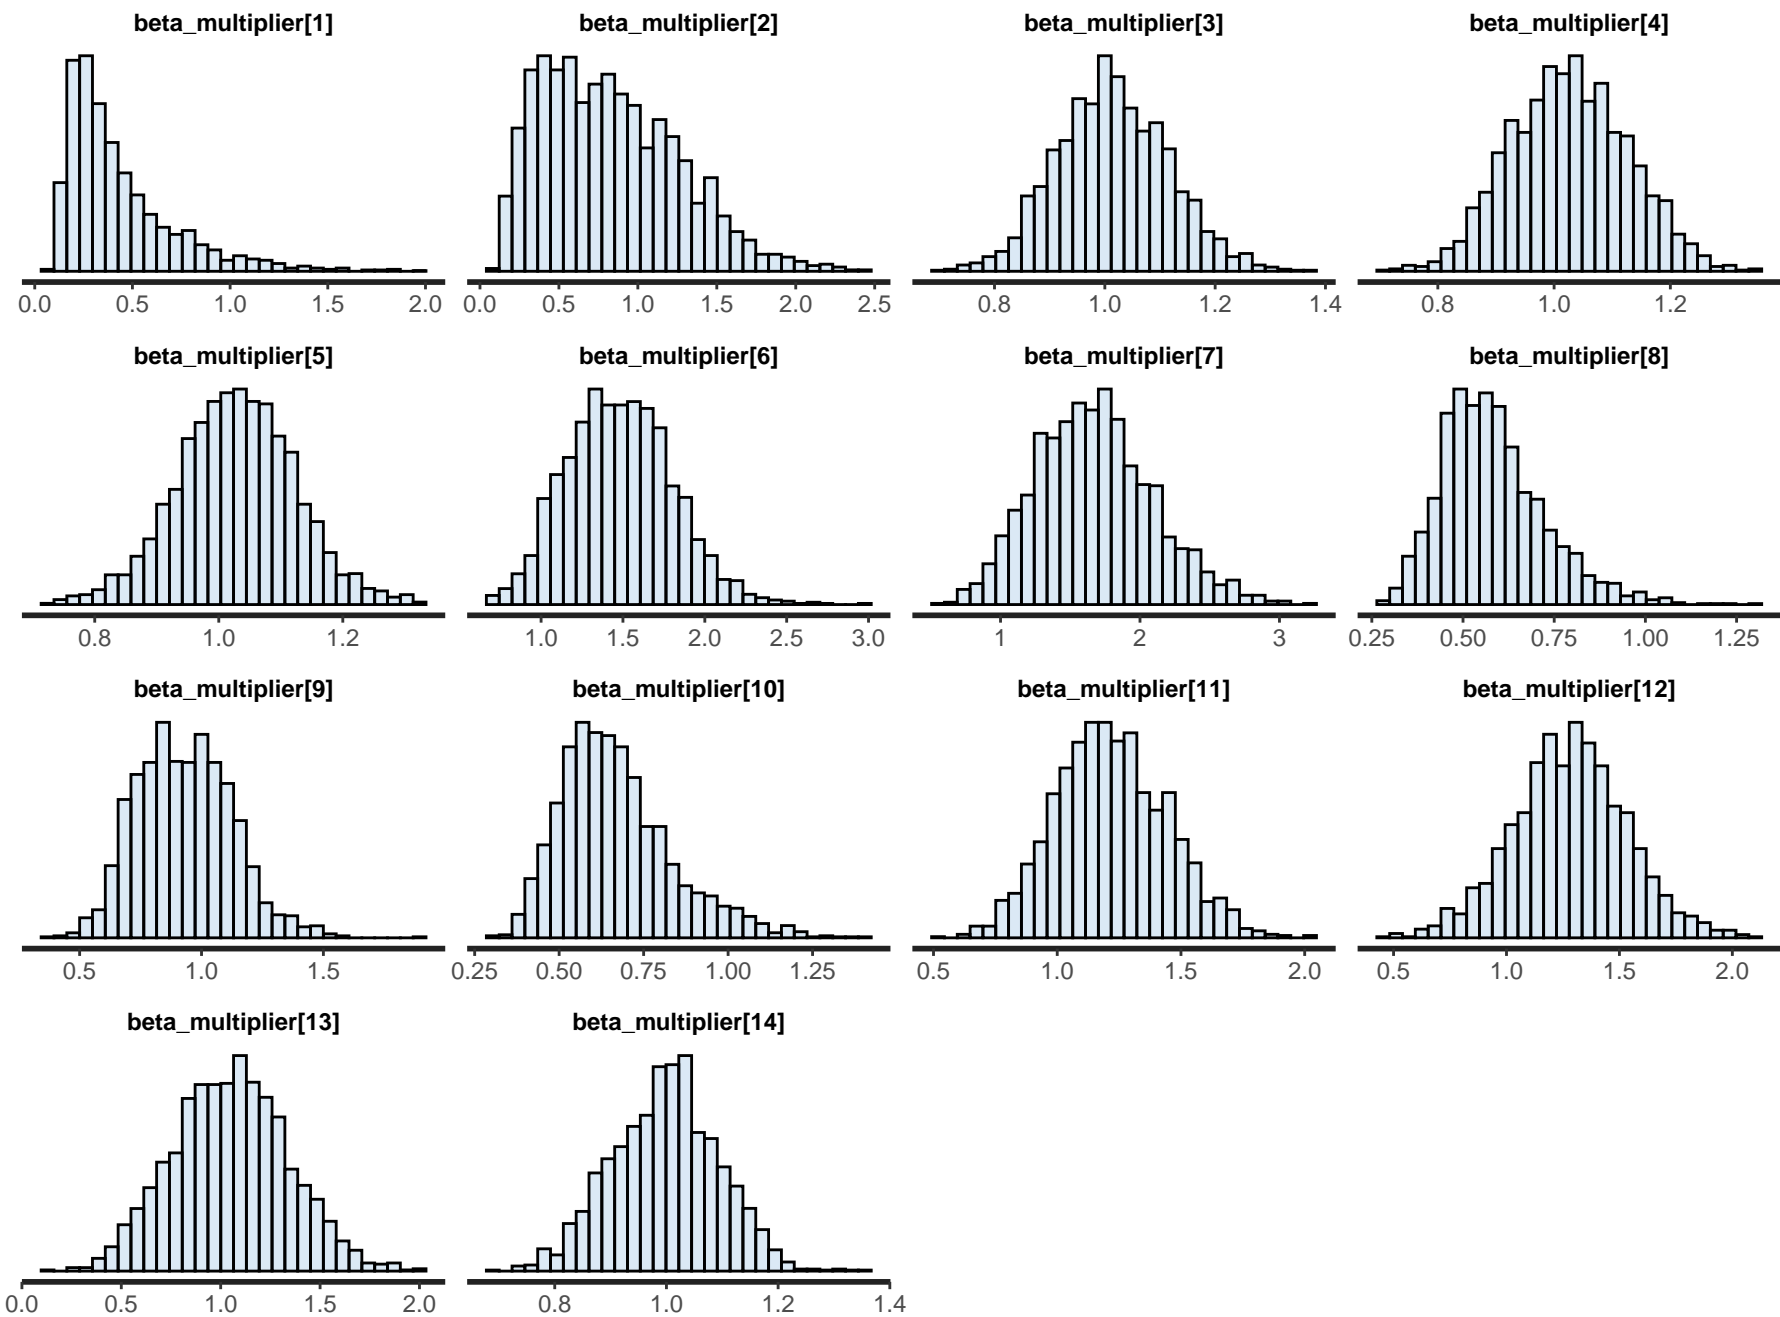 beta_multiplier[1] beta_multiplier[2] beta_multiplier[3] beta_multiplier[4]
0.0 0.5 1.0 1.5 2.0 0.0 0.5 1.0 1.5 2.0 2.5 0.8 1.0 1.2 1.4 0.8 1.0 1.2
beta_multiplier[5] beta_multiplier[6] beta_multiplier[7] beta_multiplier[8]
0.8 1.0 1.2 1.0 1.5 2.0 2.5 3.0 1 2 3 0.25 0.50 0.75 1.00 1.25
beta_multiplier[9] beta_multiplier[10] beta_multiplier[11] beta_multiplier[12]
0.5 1.0 1.5 0.25 0.50 0.75 1.00 1.25 0.5 1.0 1.5 2.0 0.5 1.0 1.5 2.0
beta_multiplier[13] beta_multiplier[14]
0.0 0.5 1.0 1.5 2.0 0.8 1.0 1.2 1.4